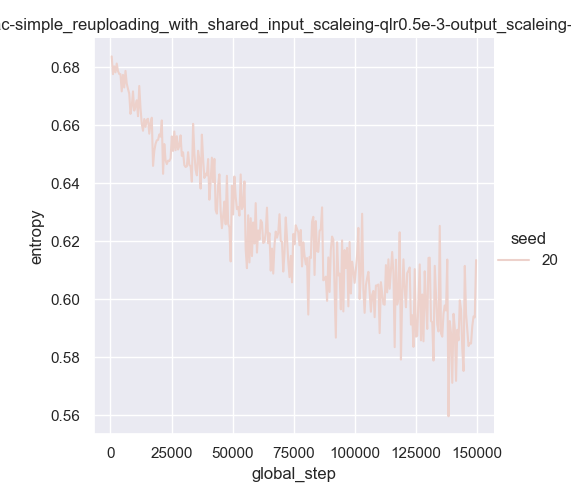 ac-simple_reuploading_with_shared_input_scaleing-qlr0.5e-3-output_scaleing-
0.68
0.66
0.64
0.62
0.60
0.58
0.56
entropy
seed
20
0 25000 50000 75000 100000 125000 150000
global_step